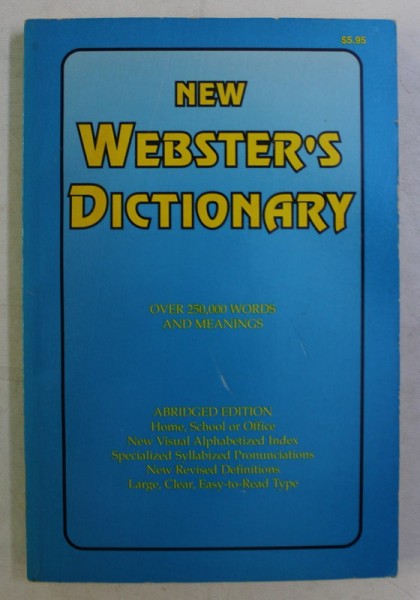 $5.95
NEW
WEBSTER'S
DICTIONARY
OVER 250,000 WORDS
AND MEANINGS
ABRIDGED EDITION
Home, School or Office
New Visual Alphabetized Index
Specialized Syllabized Pronunciations
New Revised Definitions
Large, Clear, Easy-to-Read Type